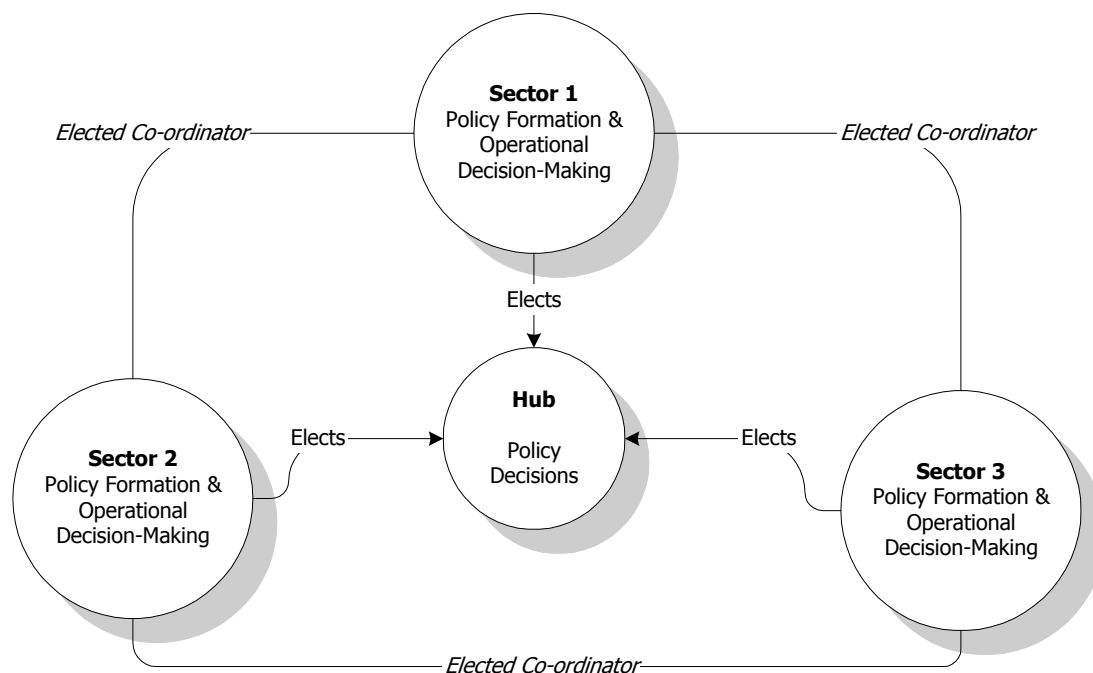 Sector 1
Policy Formation &
Operational
Decision-Making
Elected Co-ordinator
Elected Co-ordinator
Elects
Hub
Policy
Decisions
Elects
Elects
Sector 2
Policy Formation &
Operational
Decision-Making
Sector 3
Policy Formation &
Operational
Decision-Making
Elected Co-ordinator